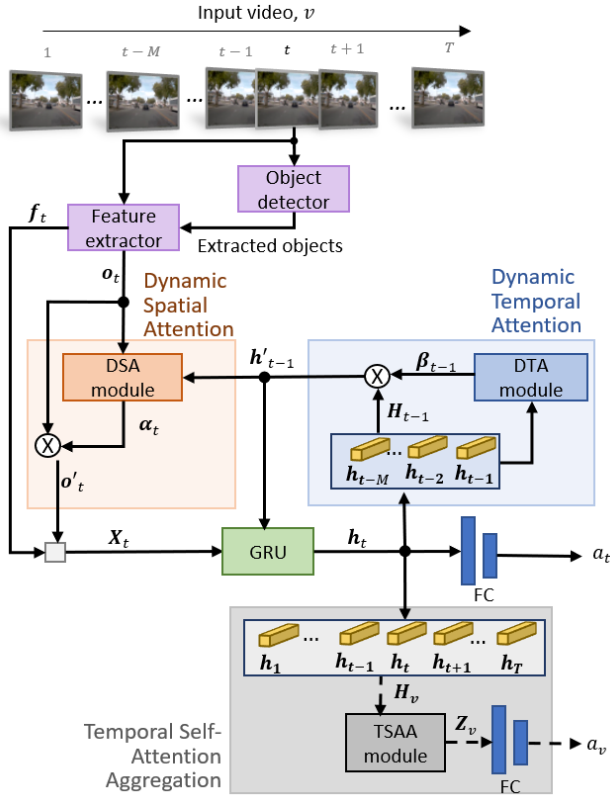 Input video, v
1 t − M t − 1 t t + 1 T
... ... ...
Object
detector
f_t
Feature
extractor
Extracted objects
o_t
Dynamic
Spatial
Attention
Dynamic
Temporal
Attention
DSA
module
h'_{t−1}
X
β_{t−1}
DTA
module
α_t
H_{t−1}
X
...
h_{t−M} h_{t−2} h_{t−1}
o'_t
X_t
GRU
h_t
a_t
FC
... ...
h_1 h_{t−1} h_t h_{t+1} h_T
H_v
Temporal Self-
Attention
Aggregation
TSAA
module
Z_v
a_v
FC